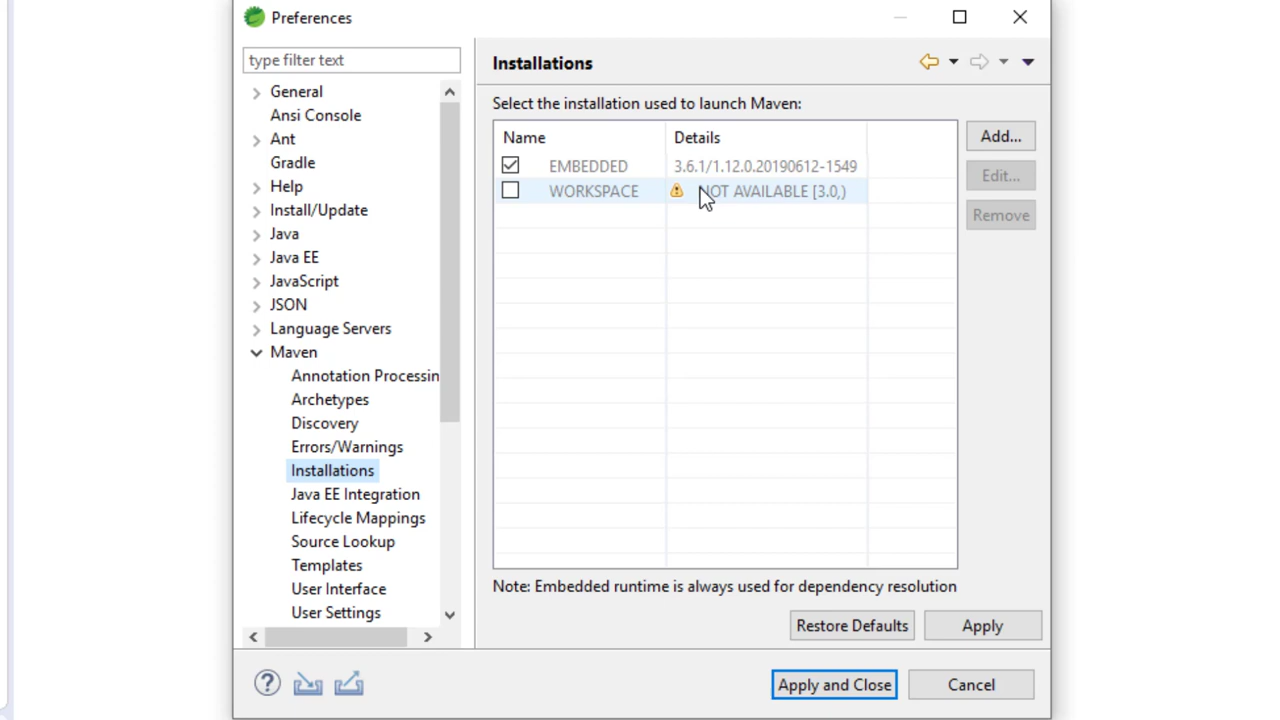 Preferences
type filter text
General
Ansi Console
Ant
Gradle
Help
Install/Update
Java
Java EE
JavaScript
JSON
Language Servers
Maven
Annotation Processin
Archetypes
Discovery
Errors/Warnings
Installations
Java EE Integration
Lifecycle Mappings
Source Lookup
Templates
User Interface
User Settings
Installations
Select the installation used to launch Maven:
Name Details
EMBEDDED 3.6.1/1.12.0.20190612-1549
WORKSPACE NOT AVAILABLE [3.0,)
Add...
Edit...
Remove
Note: Embedded runtime is always used for dependency resolution
Restore Defaults Apply
Apply and Close Cancel